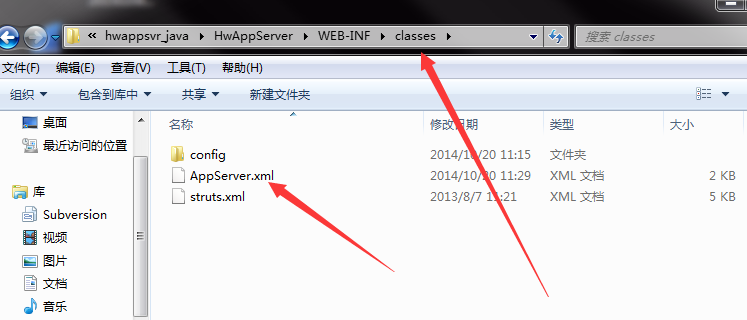 « hwappsvr_java HwAppServer WEB-INF classes 搜索 classes
文件(F) 编辑(E) 查看(V) 工具(T) 帮助(H)
组织 包含到库中 共享 新建文件夹
桌面
最近访问的位置
库
Subversion
视频
图片
文档
音乐
名称 修改日期 类型 大小
config 2014/10/20 11:15 文件夹
AppServer.xml 2014/10/20 11:29 XML 文档 2 KB
struts.xml 2013/8/7 11:21 XML 文档 5 KB